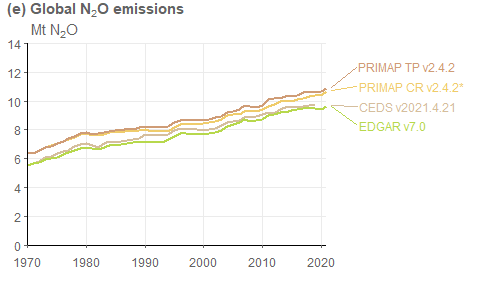 (e) Global N₂O emissions
Mt N₂O
14
12
10
8
6
4
2
0
1970 1980 1990 2000 2010 2020
PRIMAP TP v2.4.2
PRIMAP CR v2.4.2*
CEDS v2021.4.21
EDGAR v7.0